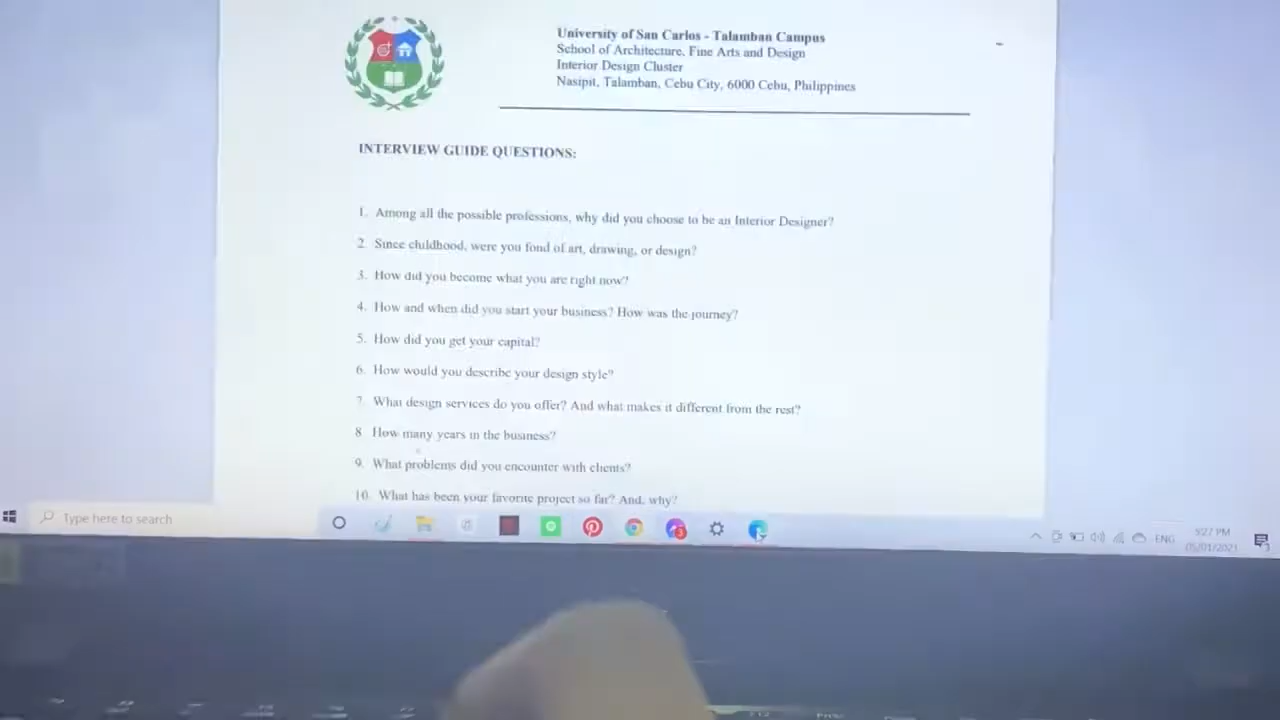 University of San Carlos - Talamban Campus
School of Architecture, Fine Arts and Design
Interior Design Cluster
Nasipit, Talamban, Cebu City, 6000 Cebu, Philippines
INTERVIEW GUIDE QUESTIONS:
1. Among all the possible professions, why did you choose to be an Interior Designer?
2. Since childhood, were you fond of art, drawing, or design?
3. How did you become what you are right now?
4. How and when did you start your business? How was the journey?
5. How did you get your capital?
6. How would you describe your design style?
7. What design services do you offer? And what makes it different from the rest?
8 How many years in the business?
9. What problems did you encounter with clients?
10. What has been your favorite project so far? And, why?
Type here to search
3
ENG
5:27 PM
05/01/2021